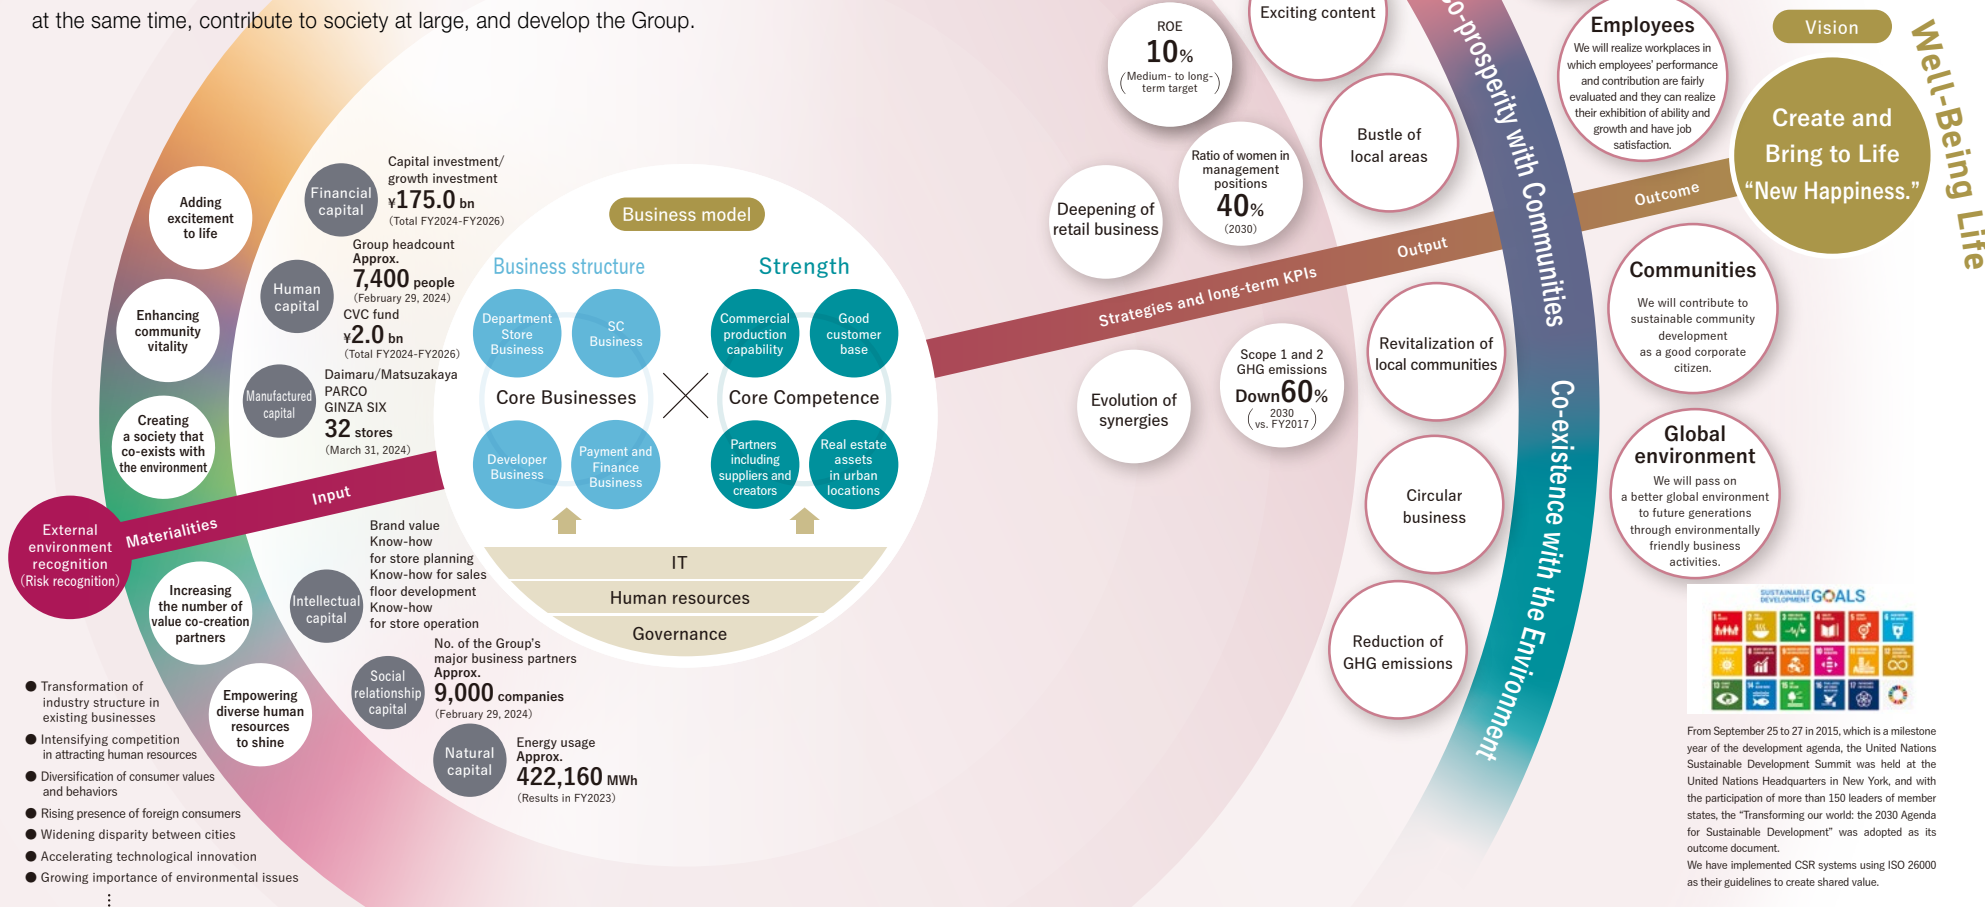 at the same time, contribute to society at large, and develop the Group.
Adding
excitement
to life
Enhancing
community
vitality
Creating
a society that
co-exists with
the environment
External
environment
recognition
(Risk recognition)
Materialities
Input
Increasing
the number of
value co-creation
partners
Empowering
diverse human
resources
to shine
● Transformation of
industry structure in
existing businesses
● Intensifying competition
in attracting human resources
● Diversification of consumer values
and behaviors
● Rising presence of foreign consumers
● Widening disparity between cities
● Accelerating technological innovation
● Growing importance of environmental issues
⋮
Financial
capital
Capital investment/
growth investment
¥175.0 bn
(Total FY2024-FY2026)
Human
capital
Group headcount
Approx.
7,400 people
(February 29, 2024)
CVC fund
¥2.0 bn
(Total FY2024-FY2026)
Manufactured
capital
Daimaru/Matsuzakaya
PARCO
GINZA SIX
32 stores
(March 31, 2024)
Intellectual
capital
Brand value
Know-how
for store planning
Know-how for sales
floor development
Know-how
for store operation
Social
relationship
capital
No. of the Group's
major business partners
Approx.
9,000 companies
(February 29, 2024)
Natural
capital
Energy usage
Approx.
422,160 MWh
(Results in FY2023)
Business model
Business structure
Department
Store
Business
SC
Business
Core Businesses
Developer
Business
Payment and
Finance
Business
Strength
Commercial
production
capability
Good
customer
base
Core Competence
Partners
including
suppliers and
creators
Real estate
assets
in urban
locations
IT
Human resources
Governance
Strategies and long-term KPIs
ROE
10%
(Medium- to long-
term target)
Ratio of women in
management
positions
40%
(2030)
Deepening of
retail business
Evolution of
synergies
Scope 1 and 2
GHG emissions
Down60%
(2030
vs. FY2017)
Output
Exciting content
Bustle of
local areas
Revitalization of
local communities
Circular
business
Reduction of
GHG emissions
Co-prosperity with Communities
Co-existence with the Environment
Outcome
Employees
We will realize workplaces in
which employees' performance
and contribution are fairly
evaluated and they can realize
their exhibition of ability and
growth and have job
satisfaction.
Communities
We will contribute to
sustainable community
development
as a good corporate
citizen.
Global
environment
We will pass on
a better global environment
to future generations
through environmentally
friendly business
activities.
Vision
Create and
Bring to Life
“New Happiness.”
Well-Being Life
SUSTAINABLE
DEVELOPMENT GOALS
From September 25 to 27 in 2015, which is a milestone
year of the development agenda, the United Nations
Sustainable Development Summit was held at the
United Nations Headquarters in New York, and with
the participation of more than 150 leaders of member
states, the “Transforming our world: the 2030 Agenda
for Sustainable Development” was adopted as its
outcome document.
We have implemented CSR systems using ISO 26000
as their guidelines to create shared value.